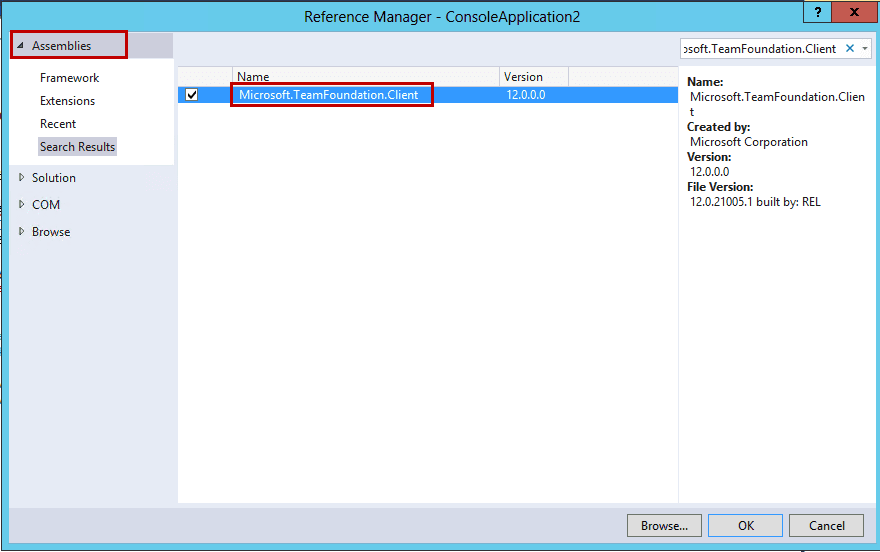 Reference Manager - ConsoleApplication2
?
x
Assemblies
Framework
Extensions
Recent
Search Results
Solution
COM
Browse
Name Version
Microsoft.TeamFoundation.Client 12.0.0.0
osoft.TeamFoundation.Client
Name:
Microsoft.TeamFoundation.Clien
t
Created by:
Microsoft Corporation
Version:
12.0.0.0
File Version:
12.0.21005.1 built by: REL
Browse... OK Cancel